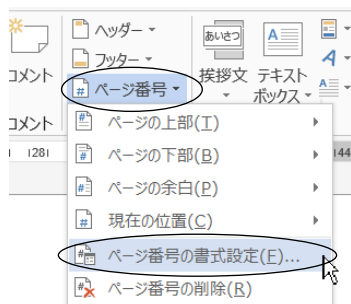 ヘッダー
フッター
ページ番号
コメント
コメント
あいさつ
挨拶文
テキスト
ボックス
A
A
A
ページの上部(T)
ページの下部(B)
ページの余白(P)
現在の位置(C)
ページ番号の書式設定(F)...
ページ番号の削除(R)
|28|
|44